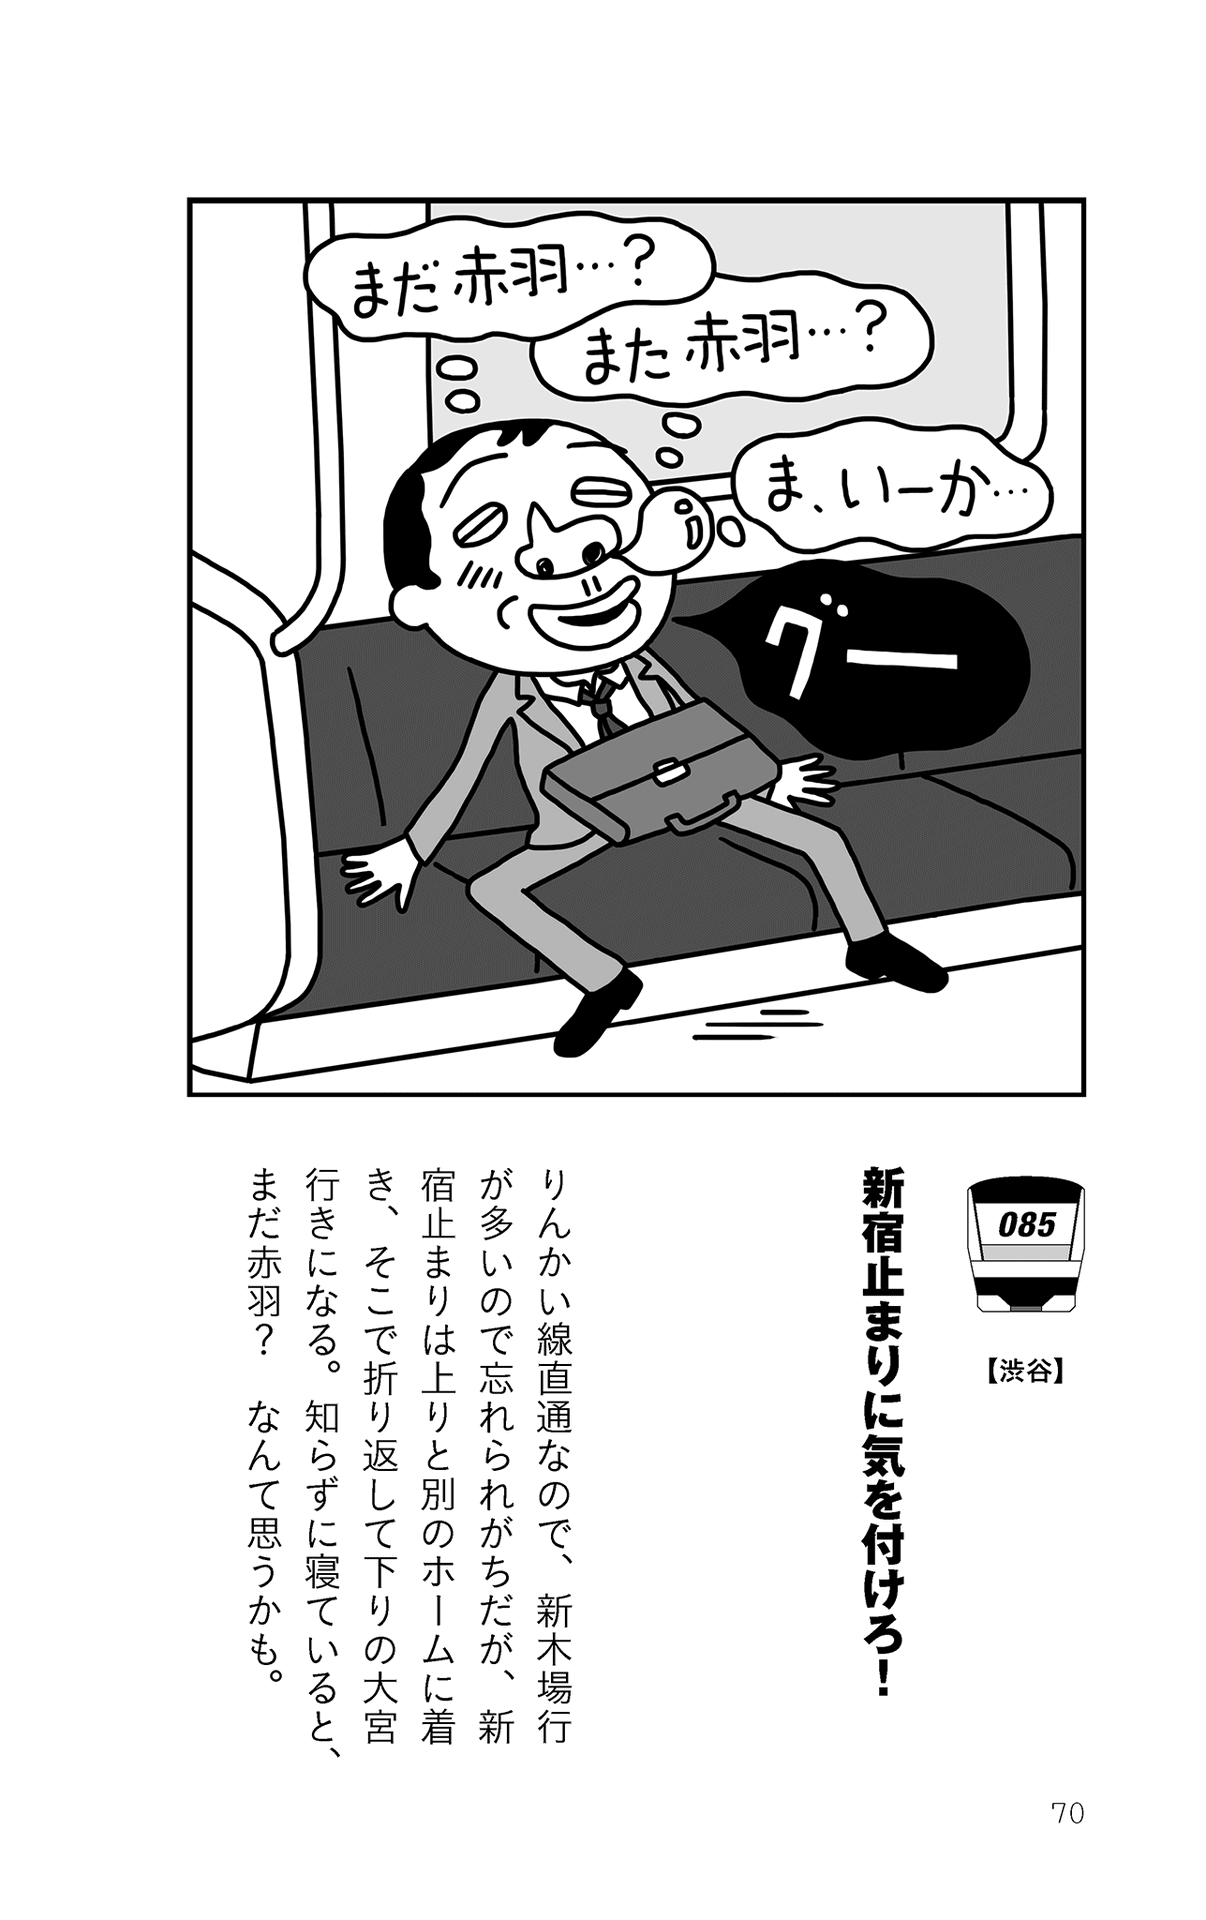 まだ赤羽…?
また赤羽…?
ま、いーか…
グー
085
【渋谷】
新宿止まりに気を付けろ!
りんかい線直通なので、新木場行
が多いので忘れられがちだが、新
宿止まりは上りと別のホームに着
き、そこで折り返して下りの大宮
行きになる。知らずに寝ていると、
まだ赤羽? なんて思うかも。
70